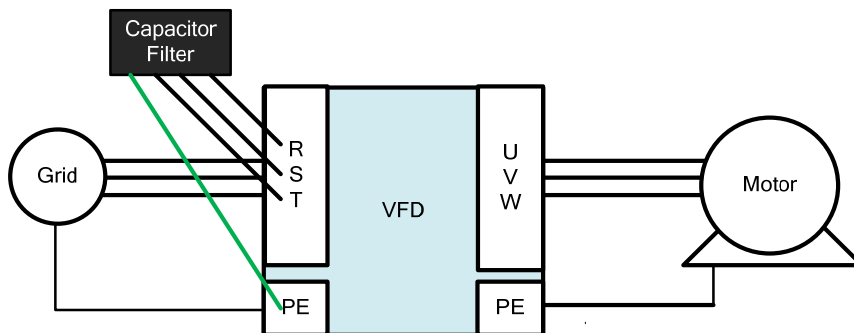 Capacitor
Filter
Grid
R
S
T
VFD
U
V
W
Motor
PE
PE